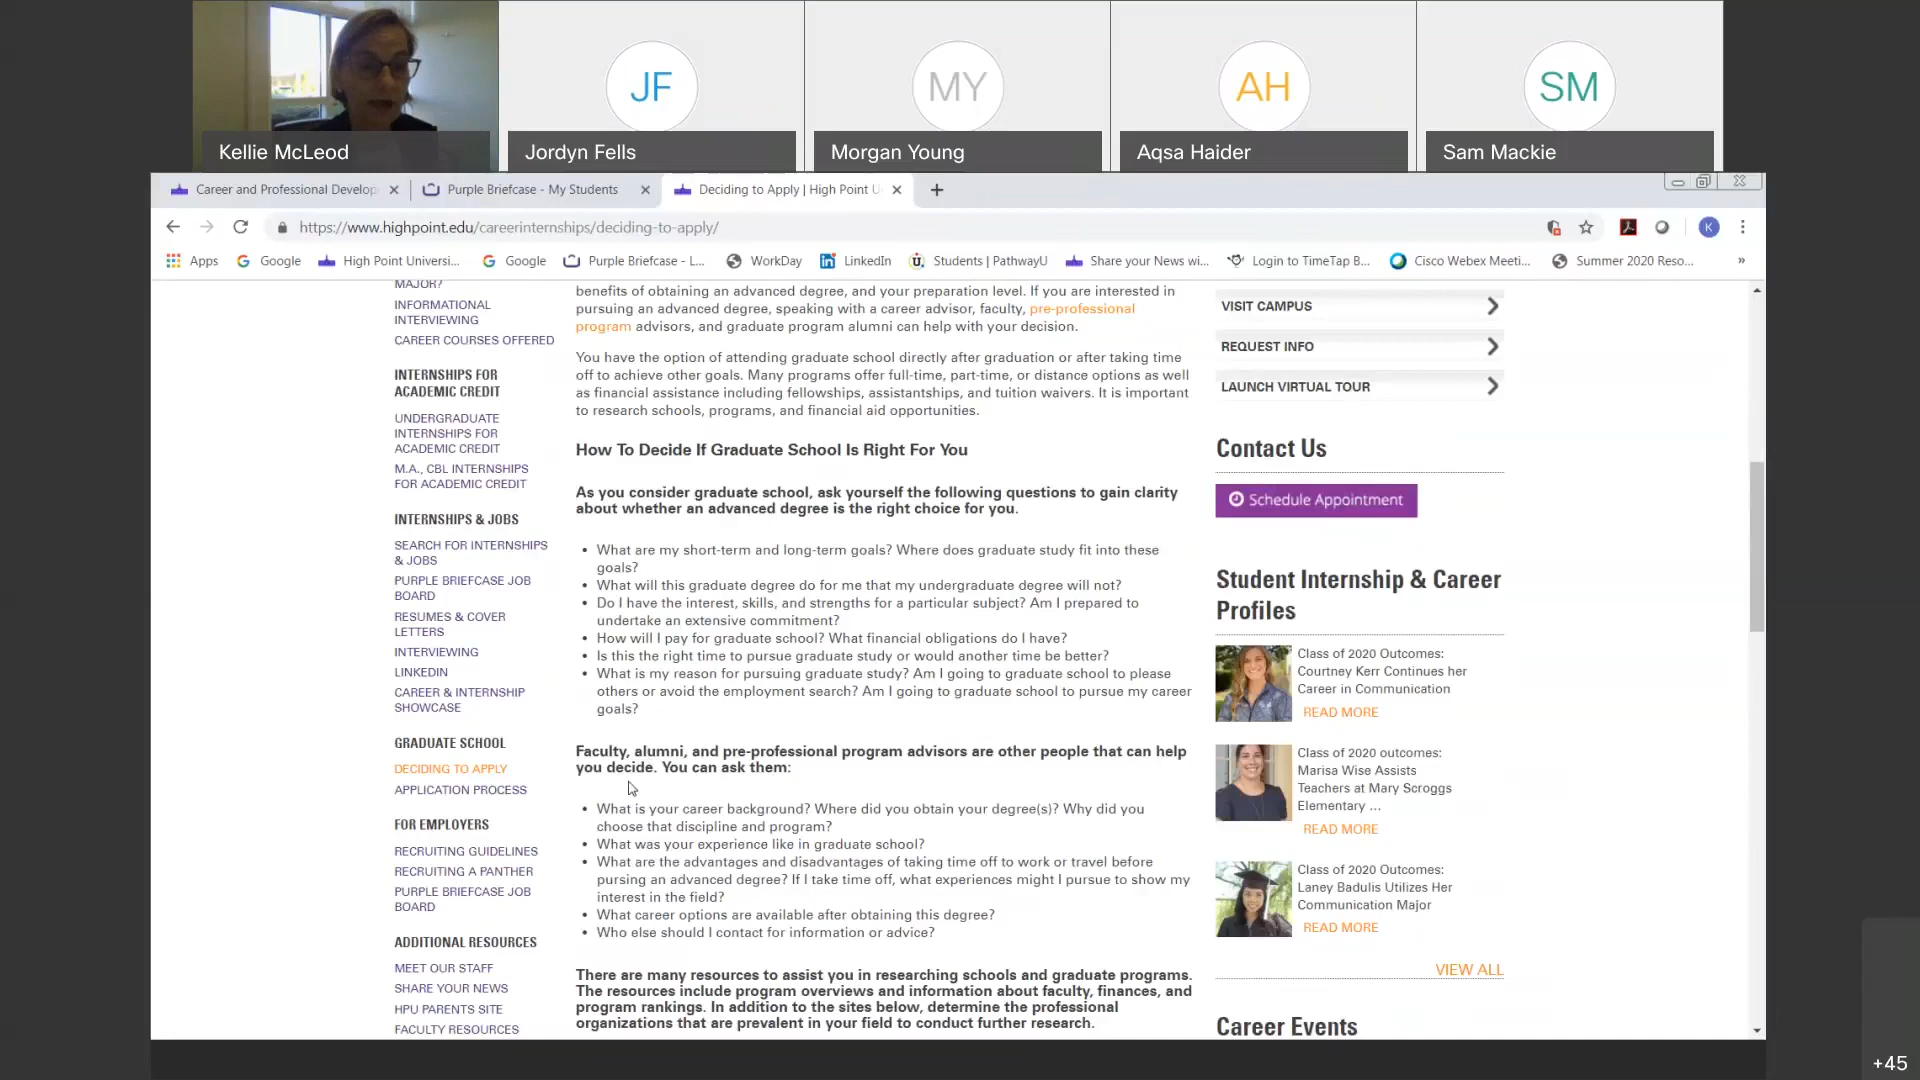 JF
MY
AH
SM
Kellie McLeod
Jordyn Fells
Morgan Young
Aqsa Haider
Sam Mackie
Career and Professional Develop
Purple Briefcase - My Students
Deciding to Apply | High Point U
https://www.highpoint.edu/careerinternships/deciding-to-apply/
K
Apps
Google
High Point Universi...
Google
Purple Briefcase - L...
WorkDay
LinkedIn
Students | PathwayU
Share your News wi...
Login to TimeTap B...
Cisco Webex Meeti...
Summer 2020 Reso...
»
MAJOR?
INFORMATIONAL
INTERVIEWING
CAREER COURSES OFFERED
INTERNSHIPS FOR
ACADEMIC CREDIT
UNDERGRADUATE
INTERNSHIPS FOR
ACADEMIC CREDIT
M.A., CBL INTERNSHIPS
FOR ACADEMIC CREDIT
INTERNSHIPS & JOBS
SEARCH FOR INTERNSHIPS
& JOBS
PURPLE BRIEFCASE JOB
BOARD
RESUMES & COVER
LETTERS
INTERVIEWING
LINKEDIN
CAREER & INTERNSHIP
SHOWCASE
GRADUATE SCHOOL
DECIDING TO APPLY
APPLICATION PROCESS
FOR EMPLOYERS
RECRUITING GUIDELINES
RECRUITING A PANTHER
PURPLE BRIEFCASE JOB
BOARD
ADDITIONAL RESOURCES
MEET OUR STAFF
SHARE YOUR NEWS
HPU PARENTS SITE
FACULTY RESOURCES
benefits of obtaining an advanced degree, and your preparation level. If you are interested in
pursuing an advanced degree, speaking with a career advisor, faculty, pre-professional
program advisors, and graduate program alumni can help with your decision.
You have the option of attending graduate school directly after graduation or after taking time
off to achieve other goals. Many programs offer full-time, part-time, or distance options as well
as financial assistance including fellowships, assistantships, and tuition waivers. It is important
to research schools, programs, and financial aid opportunities.
How To Decide If Graduate School Is Right For You
As you consider graduate school, ask yourself the following questions to gain clarity
about whether an advanced degree is the right choice for you.
• What are my short-term and long-term goals? Where does graduate study fit into these
goals?
• What will this graduate degree do for me that my undergraduate degree will not?
• Do I have the interest, skills, and strengths for a particular subject? Am I prepared to
undertake an extensive commitment?
• How will I pay for graduate school? What financial obligations do I have?
• Is this the right time to pursue graduate study or would another time be better?
• What is my reason for pursuing graduate study? Am I going to graduate school to please
others or avoid the employment search? Am I going to graduate school to pursue my career
goals?
Faculty, alumni, and pre-professional program advisors are other people that can help
you decide. You can ask them:
• What is your career background? Where did you obtain your degree(s)? Why did you
choose that discipline and program?
• What was your experience like in graduate school?
• What are the advantages and disadvantages of taking time off to work or travel before
pursing an advanced degree? If I take time off, what experiences might I pursue to show my
interest in the field?
• What career options are available after obtaining this degree?
• Who else should I contact for information or advice?
There are many resources to assist you in researching schools and graduate programs.
The resources include program overviews and information about faculty, finances, and
program rankings. In addition to the sites below, determine the professional
organizations that are prevalent in your field to conduct further research.
VISIT CAMPUS
REQUEST INFO
LAUNCH VIRTUAL TOUR
Contact Us
Schedule Appointment
Student Internship & Career
Profiles
Class of 2020 Outcomes:
Courtney Kerr Continues her
Career in Communication
READ MORE
Class of 2020 outcomes:
Marisa Wise Assists
Teachers at Mary Scroggs
Elementary ...
READ MORE
Class of 2020 Outcomes:
Laney Badulis Utilizes Her
Communication Major
READ MORE
VIEW ALL
Career Events
+45